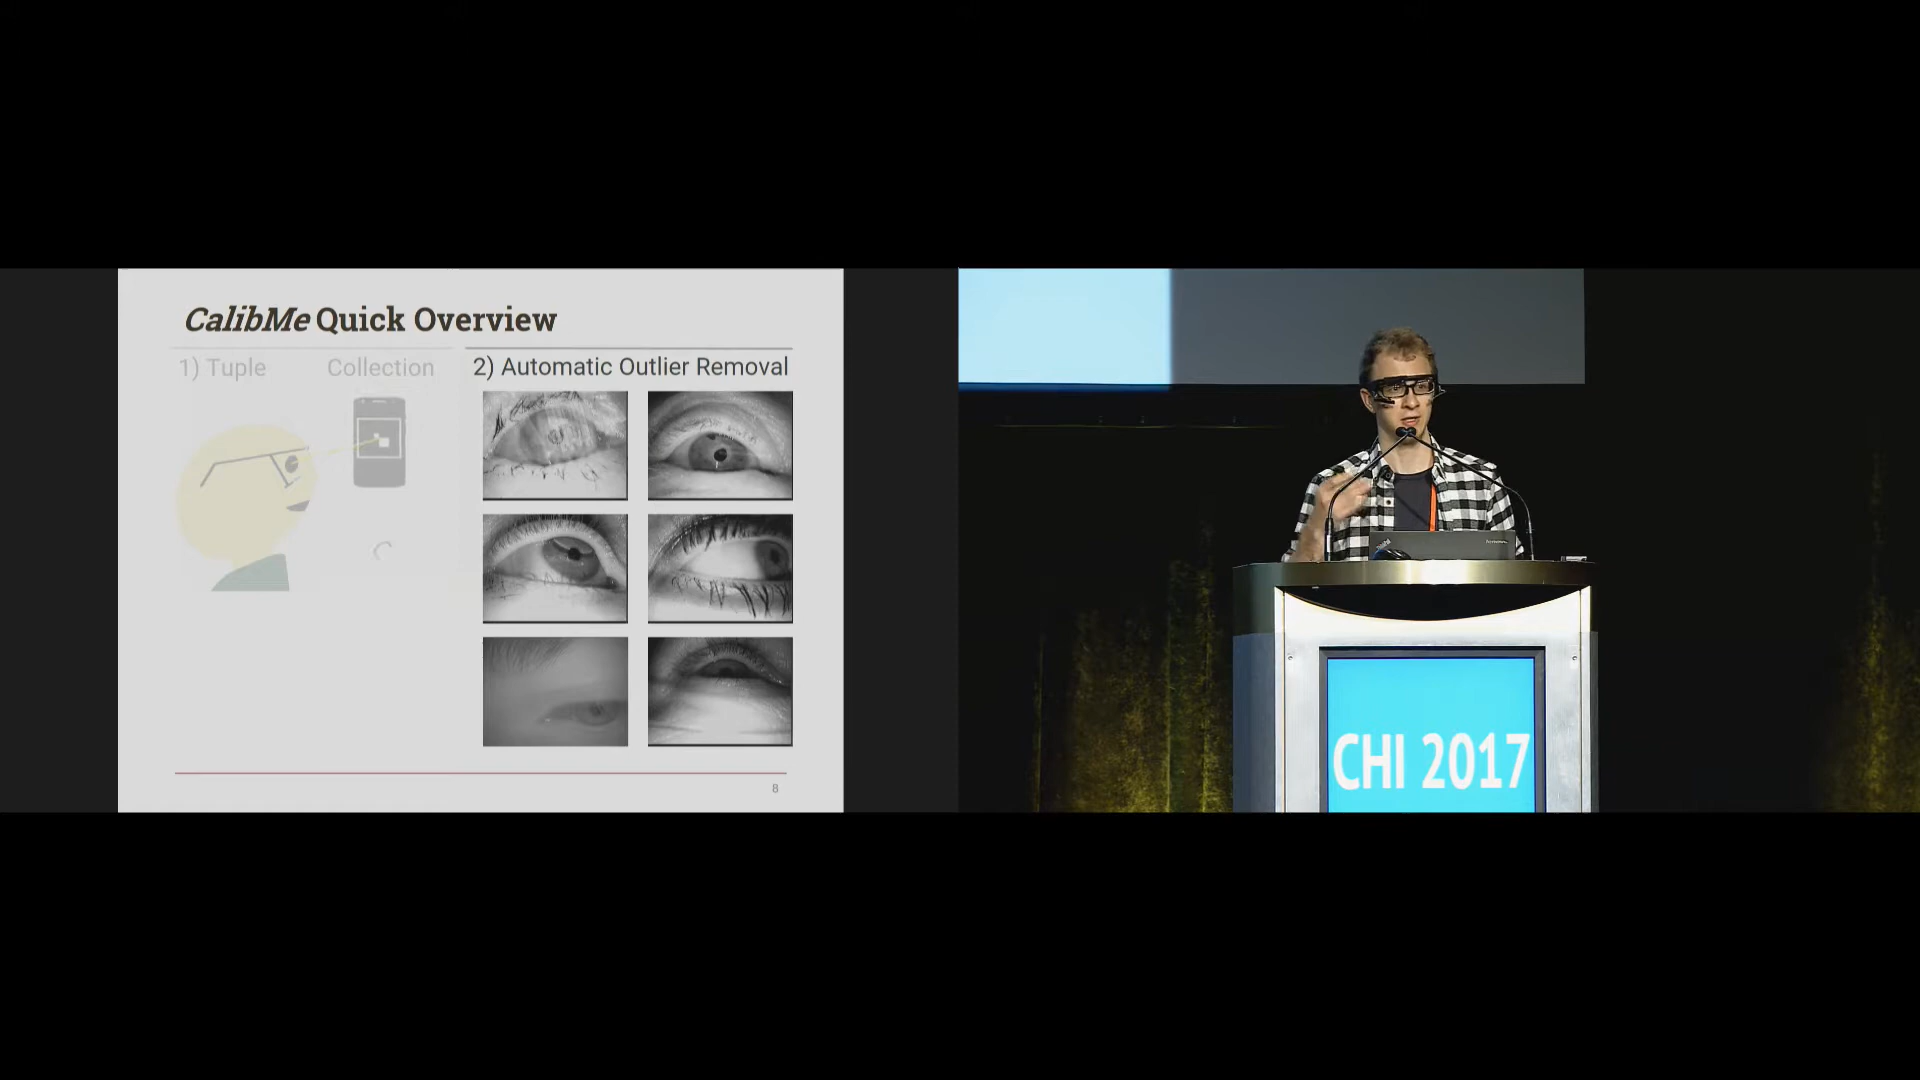 CalibMe Quick Overview
1) Tuple Collection
2) Automatic Outlier Removal
8
CHI 2017